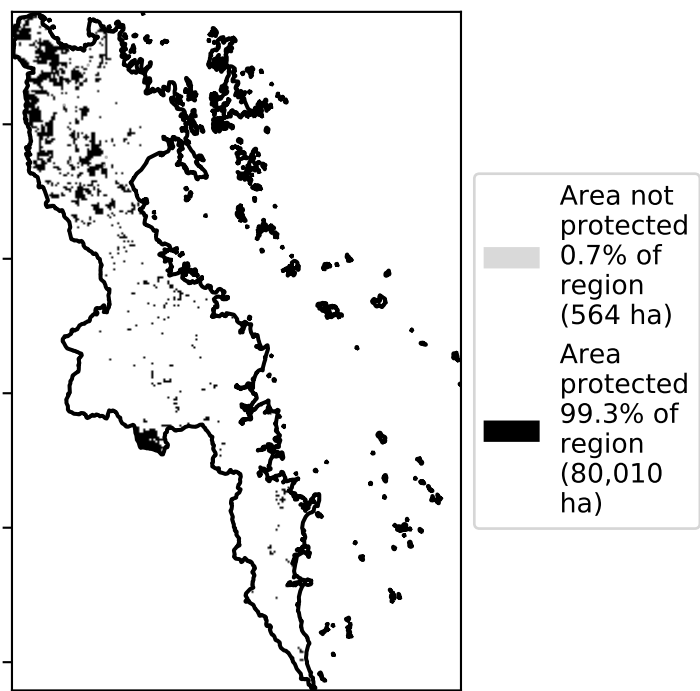 Area not
protected
0.7% of
region
(564 ha)
Area
protected
99.3% of
region
(80,010
ha)